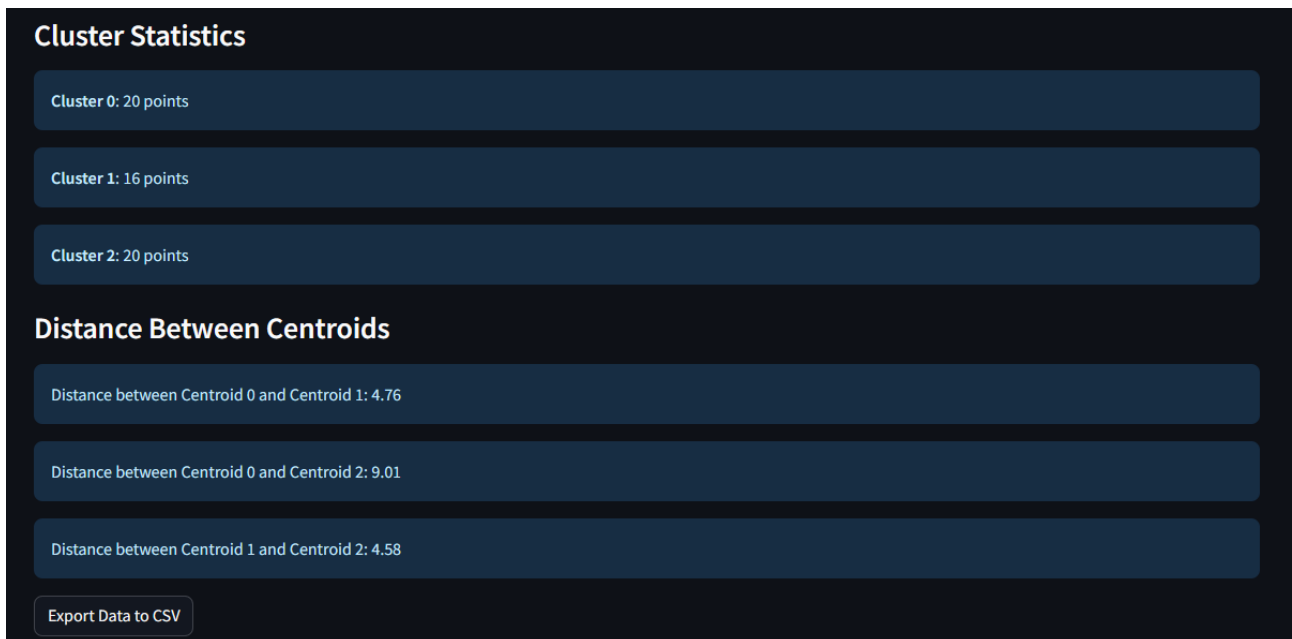 Cluster Statistics
Cluster 0: 20 points
Cluster 1: 16 points
Cluster 2: 20 points
Distance Between Centroids
Distance between Centroid 0 and Centroid 1: 4.76
Distance between Centroid 0 and Centroid 2: 9.01
Distance between Centroid 1 and Centroid 2: 4.58
Export Data to CSV